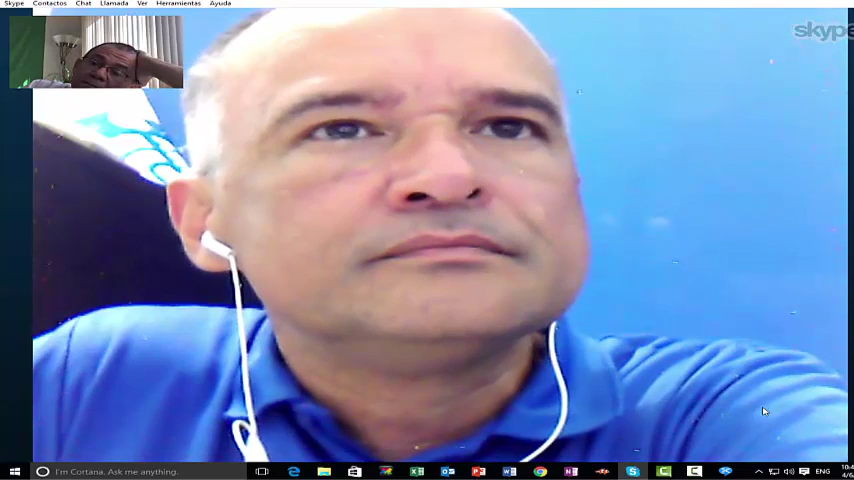 Skype Contactos Chat Llamada Ver Herramientas Ayuda
skype
I'm Cortana. Ask me anything.
ENG